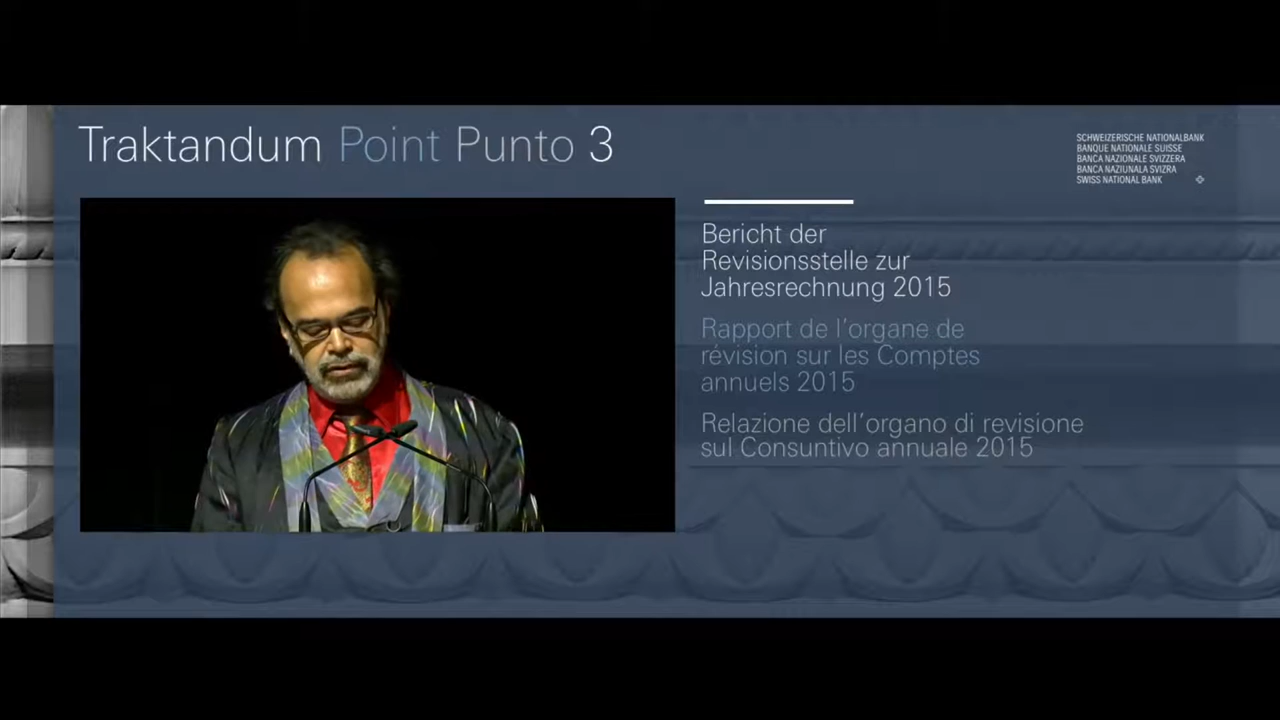 Traktandum Point Punto 3
SCHWEIZERISCHE NATIONALBANK
BANQUE NATIONALE SUISSE
BANCA NAZIONALE SVIZZERA
BANCA NAZIUNALA SVIZRA
SWISS NATIONAL BANK
Bericht der
Revisionsstelle zur
Jahresrechnung 2015
Rapport de l’organe de
révision sur les Comptes
annuels 2015
Relazione dell’organo di revisione
sul Consuntivo annuale 2015